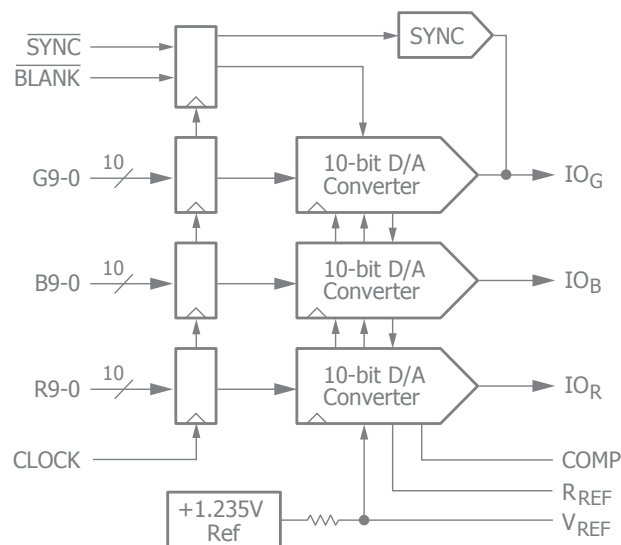 SYNC
SYNC
BLANK
G9-0
10
10-bit D/A
Converter
IOG
B9-0
10
10-bit D/A
Converter
IOB
R9-0
10
10-bit D/A
Converter
IOR
CLOCK
COMP
RREF
+1.235V
Ref
VREF